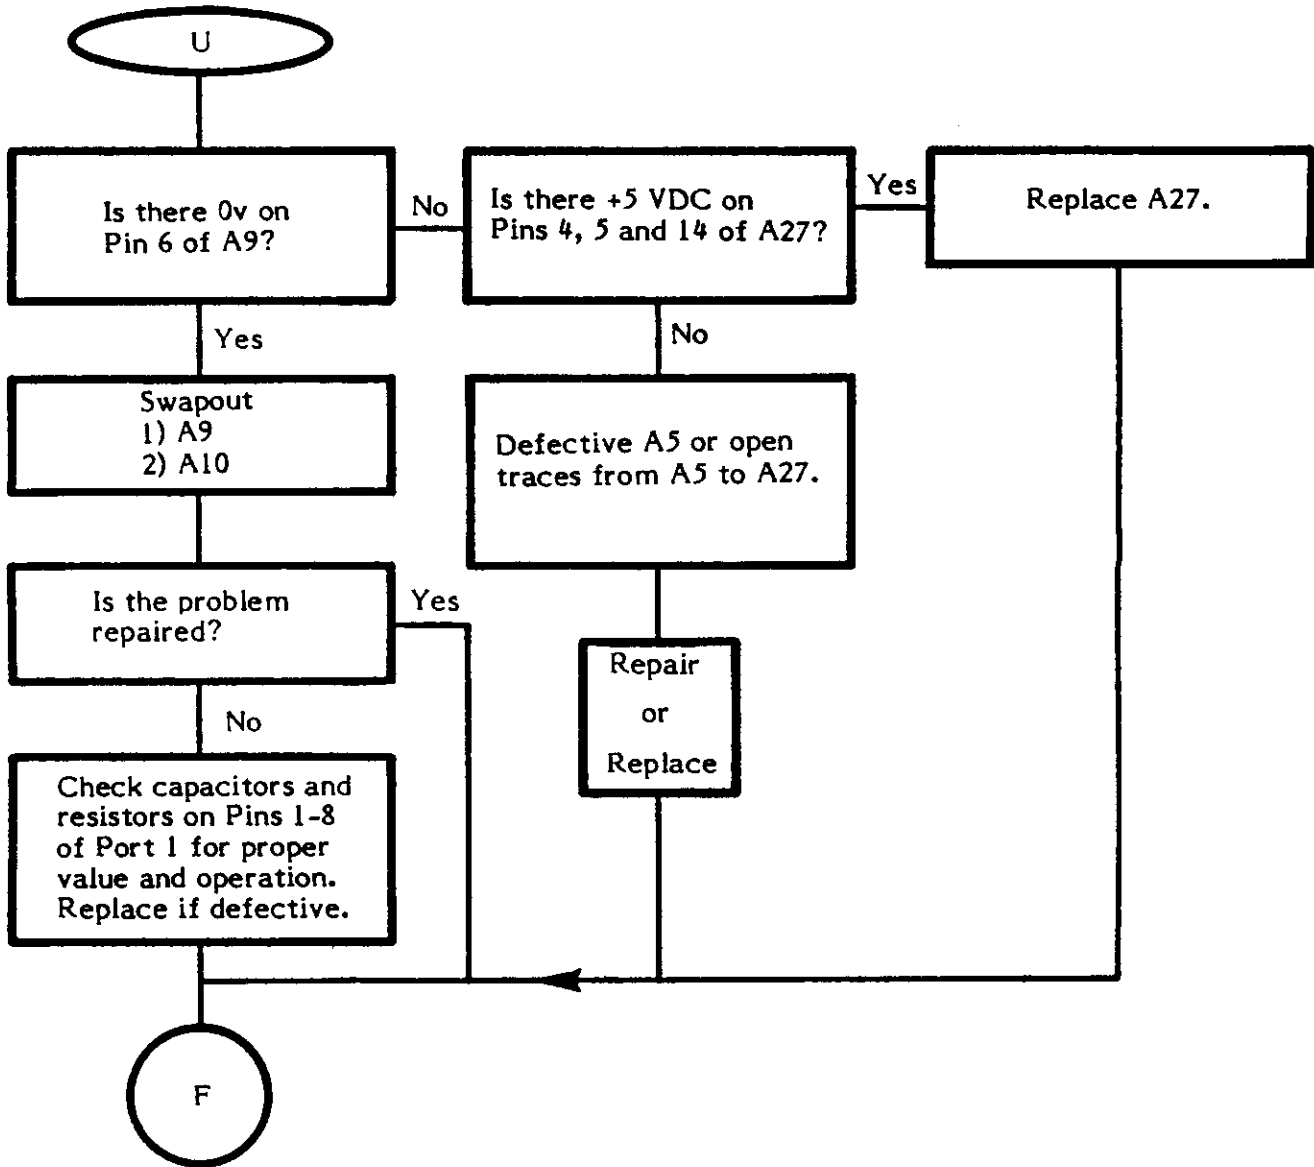 U
Is there 0v on
Pin 6 of A9?
No
Is there +5 VDC on
Pins 4, 5 and 14 of A27?
Yes
Replace A27.
Yes
No
Swapout
1) A9
2) A10
Defective A5 or open
traces from A5 to A27.
Is the problem
repaired?
Yes
Repair
or
Replace
No
Check capacitors and
resistors on Pins 1-8
of Port 1 for proper
value and operation.
Replace if defective.
F